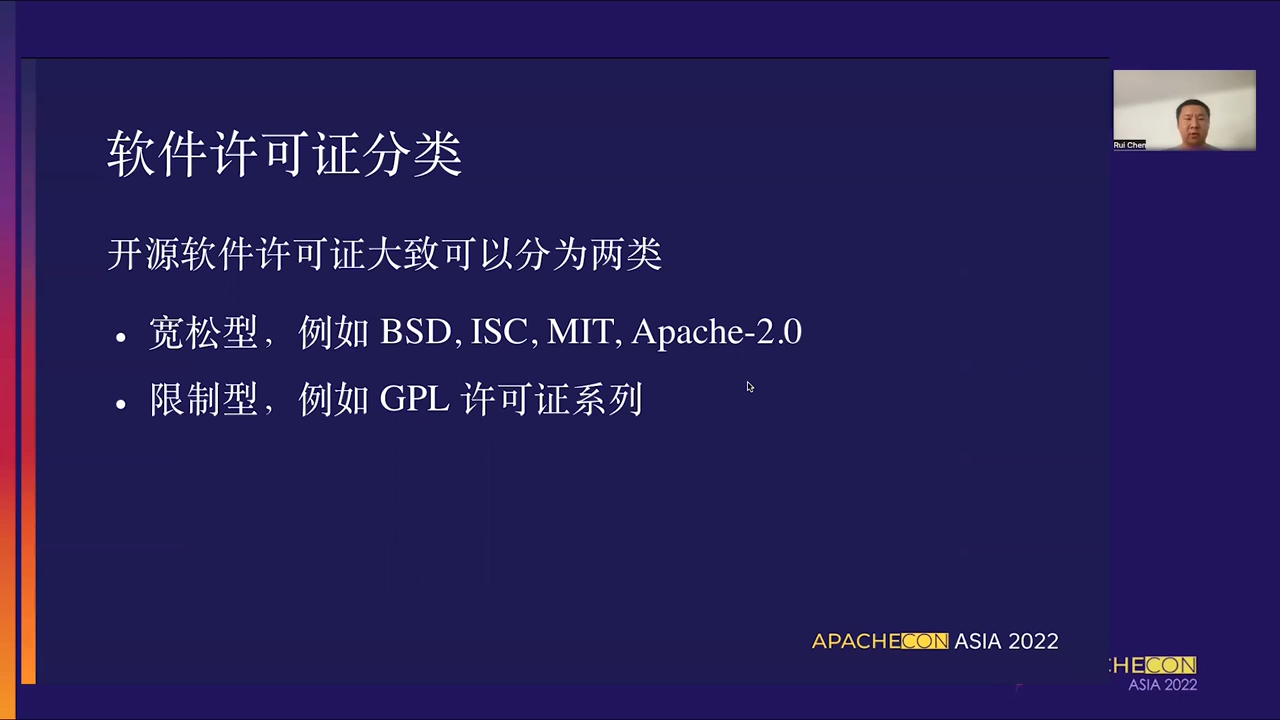 软件许可证分类
开源软件许可证大致可以分为两类
• 宽松型，例如 BSD, ISC, MIT, Apache-2.0
• 限制型，例如 GPL 许可证系列
APACHECON ASIA 2022
Rui Chen
CHECON
ASIA 2022